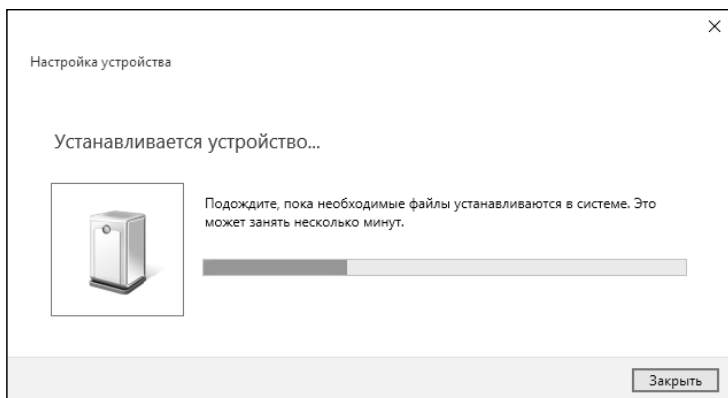 Настройка устройства
Устанавливается устройство...
Подождите, пока необходимые файлы устанавливаются в системе. Это
может занять несколько минут.
Закрыть